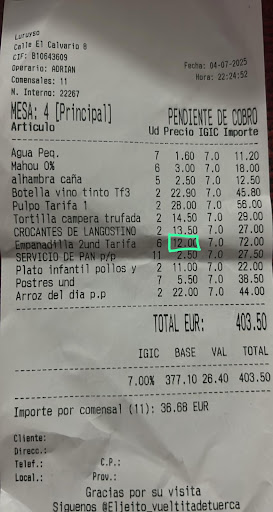 Luruxso
Calle El Calvario 8
CIF: B10643609
Operario: ADRIAN
Comensales: 11
N. Interno: 22267
Fecha: 04-07-2025
Hora: 22:24:52
MESA: 4 [Principal] PENDIENTE DE COBRO
Articulo Ud Precio IGIC Importe
Agua Peq. 7 1.60 7.0 11.20
Mahou 0% 6 3.00 7.0 18.00
alhambra caña 5 2.50 7.0 12.50
Botella vino tinto Tf3 2 22.90 7.0 45.80
Pulpo Tarifa 1 2 28.00 7.0 56.00
Tortilla campera trufada 2 14.50 7.0 29.00
CROCANTES DE LANGOSTINO 2 13.50 7.0 27.00
Empanadilla 2und Tarifa 6 12.00 7.0 72.00
SERVICIO DE PAN p/p 11 2.50 7.0 27.50
Plato infantil pollos y 2 11.00 7.0 22.00
Postres und 7 5.50 7.0 38.50
Arroz del dia p.p 2 22.00 7.0 44.00
TOTAL EUR: 403.50
IGIC BASE VAL TOTAL
7.00% 377.10 26.40 403.50
Importe por comensal (11): 36.68 EUR
Cliente:
Direcc.:
Telef.: C.P.:
Local.: Prov.:
Gracias por su visita
Siguenos @Eljeito_vueltitadetuerca